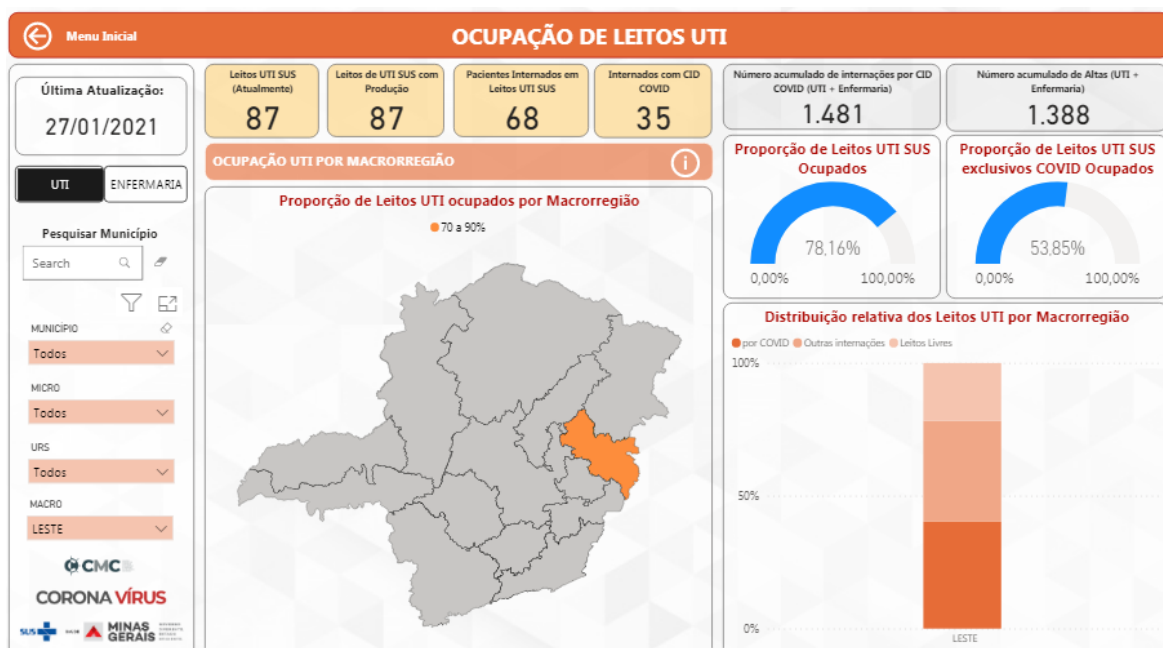 Menu Inicial
OCUPAÇÃO DE LEITOS UTI
Última Atualização:
27/01/2021
UTI
ENFERMARIA
Pesquisar Município
Search
MUNICÍPIO
Todos
MICRO
Todos
URS
Todos
MACRO
LESTE
CMC
CORONA VÍRUS
SUS
MINAS
GERAIS
Leitos UTI SUS
(Atualmente)
87
Leitos de UTI SUS com
Produção
87
Pacientes Internados em
Leitos UTI SUS
68
Internados com CID
COVID
35
OCUPAÇÃO UTI POR MACRORREGIÃO
i
Proporção de Leitos UTI ocupados por Macrorregião
70 a 90%
Número acumulado de internações por CID
COVID (UTI + Enfermaria)
1.481
Número acumulado de Altas (UTI +
Enfermaria)
1.388
Proporção de Leitos UTI SUS
Ocupados
78,16%
0,00%
100,00%
Proporção de Leitos UTI SUS
exclusivos COVID Ocupados
53,85%
0,00%
100,00%
Distribuição relativa dos Leitos UTI por Macrorregião
por COVID
Outras internações
Leitos Livres
100%
50%
0%
LESTE